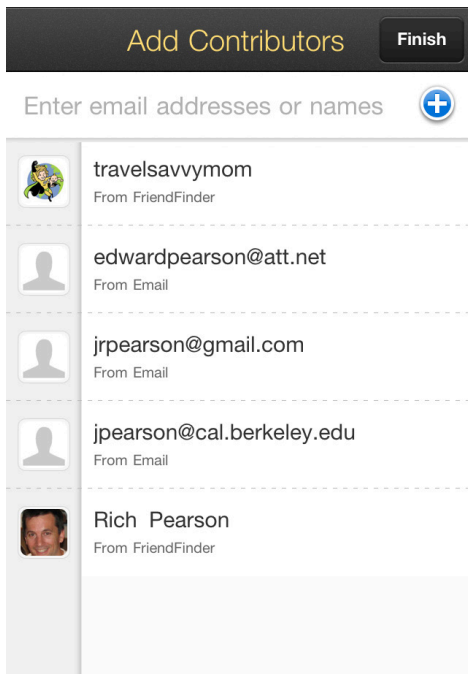 Add Contributors
Finish
Enter email addresses or names
travelsavvymom
From FriendFinder
edwardpearson@att.net
From Email
jrpearson@gmail.com
From Email
jpearson@cal.berkeley.edu
From Email
Rich Pearson
From FriendFinder